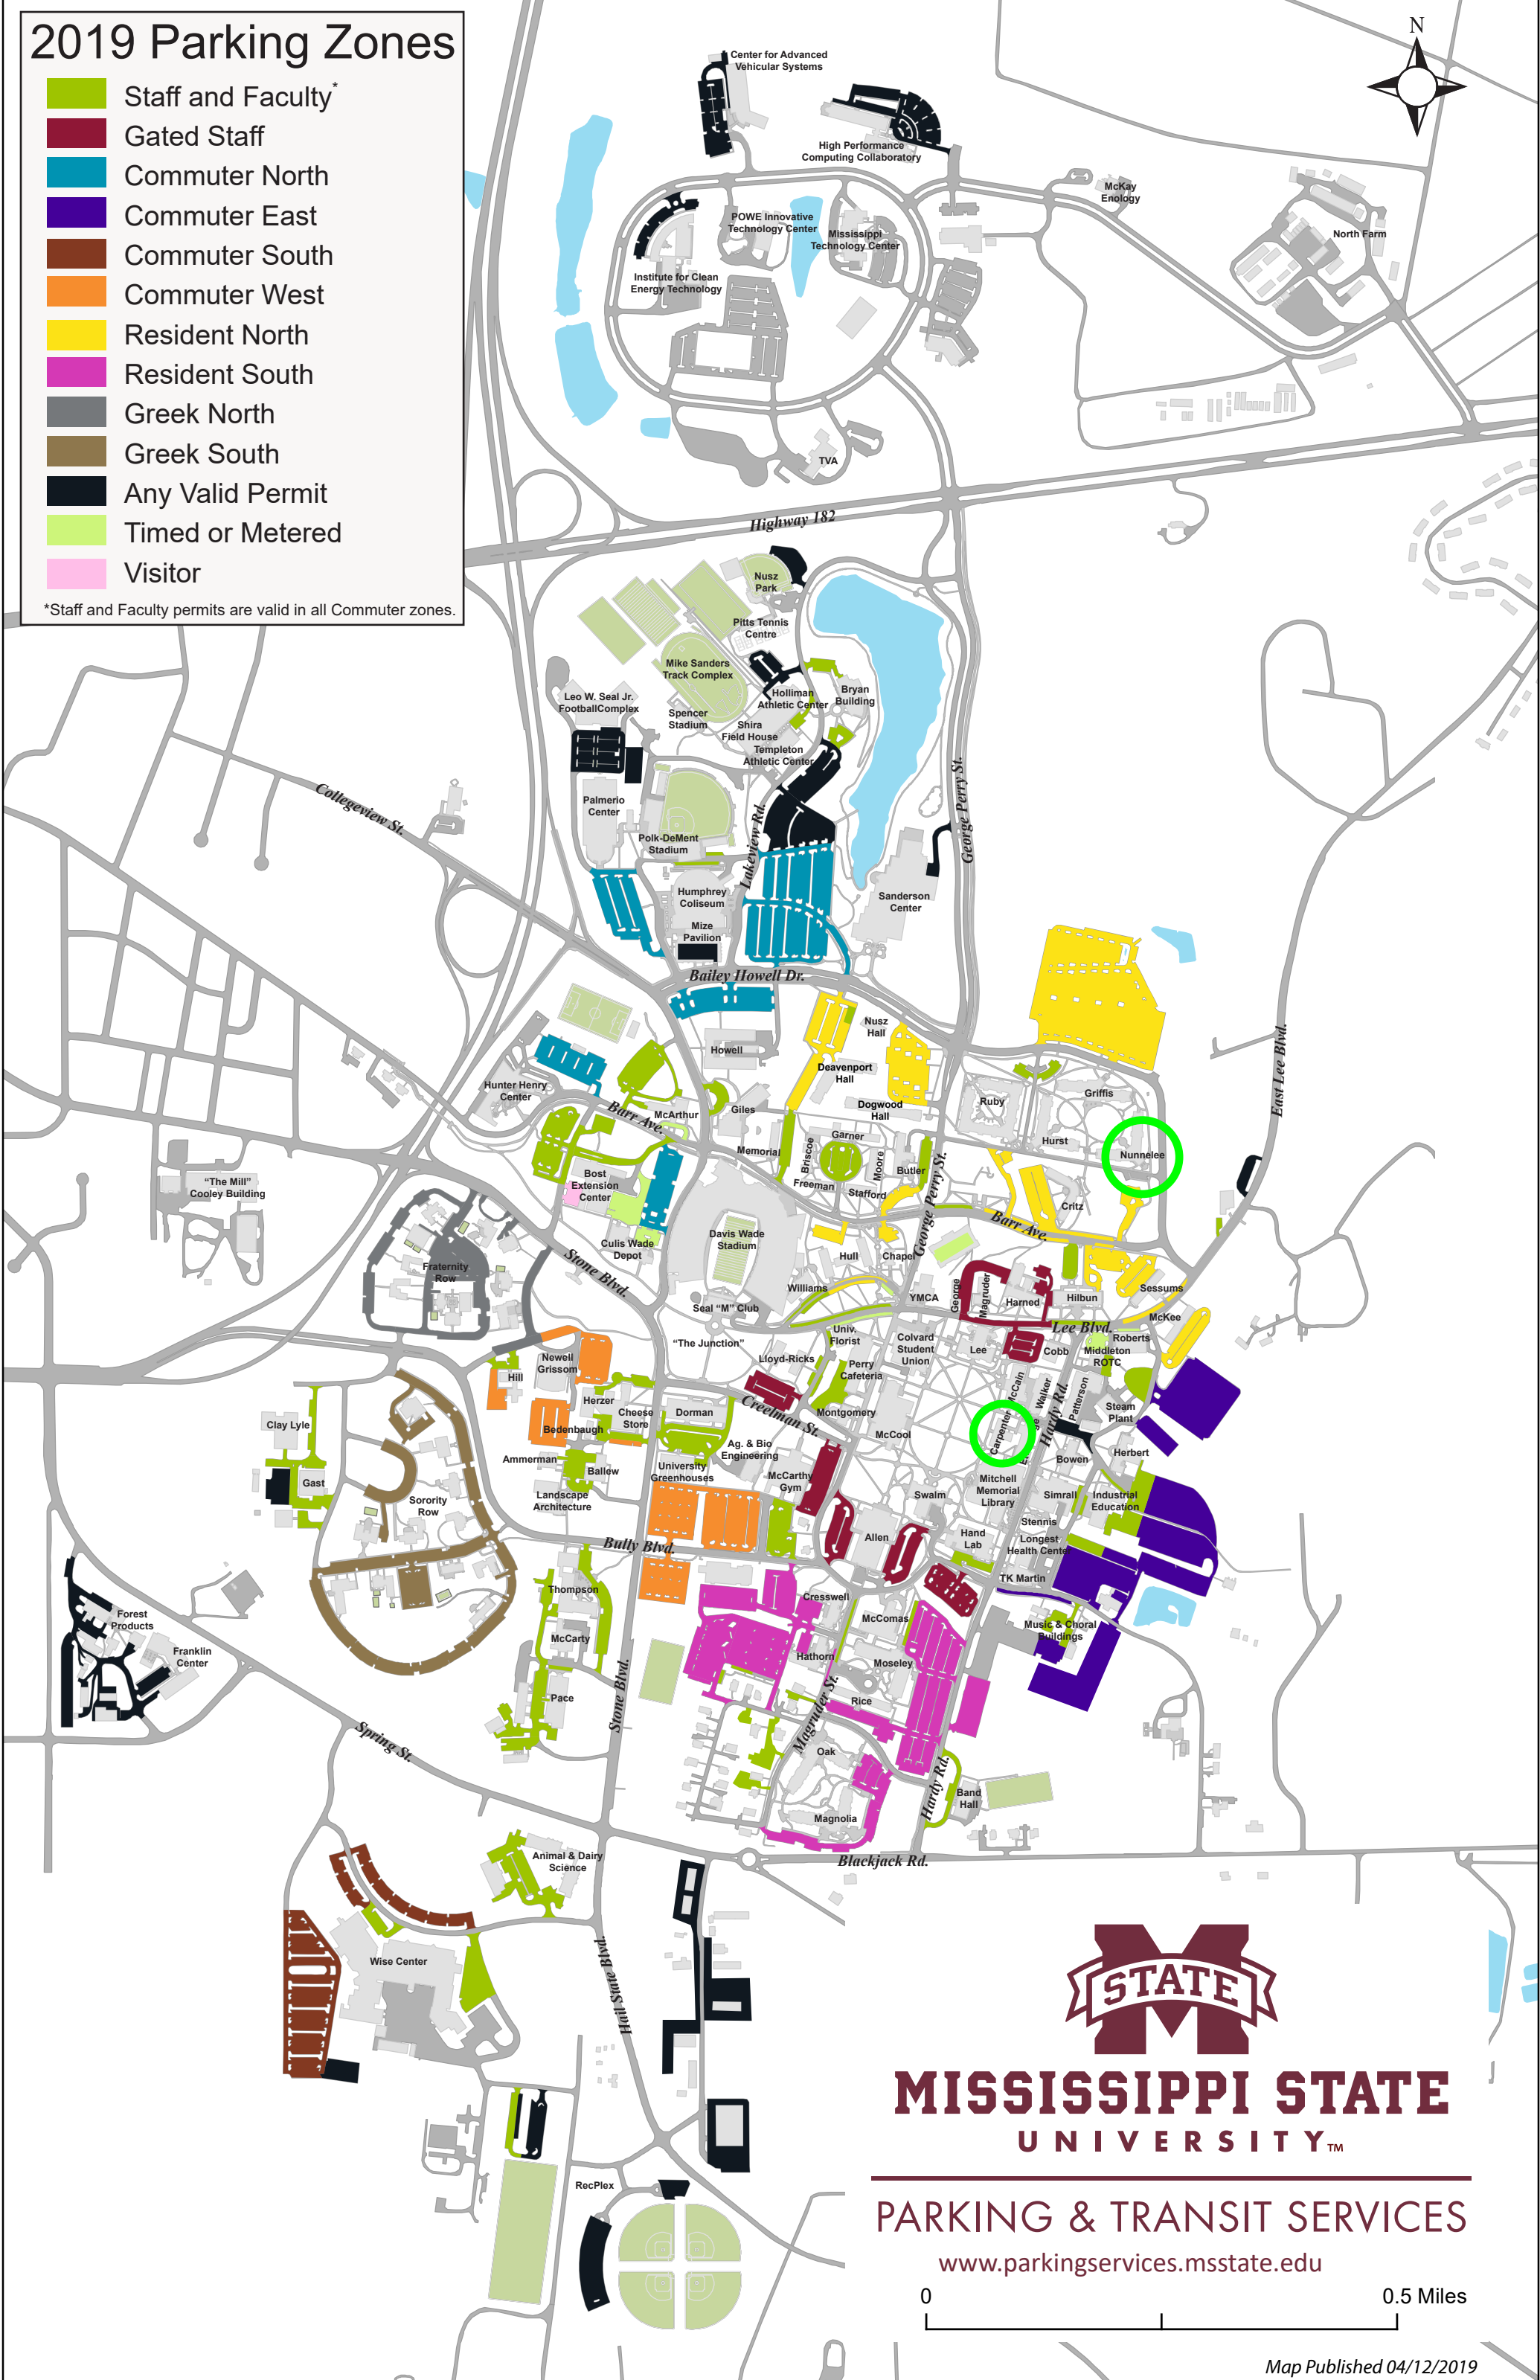 2019 Parking Zones
Staff and Faculty*
Gated Staff
Commuter North
Commuter East
Commuter South
Commuter West
Resident North
Resident South
Greek North
Greek South
Any Valid Permit
Timed or Metered
Visitor
*Staff and Faculty permits are valid in all Commuter zones.
N
Center for Advanced
Vehicular Systems
High Performance
Computing Collaboratory
McKay
Enology
North Farm
POWE Innovative
Technology Center
Mississippi
Technology Center
Institute for Clean
Energy Technology
TVA
Highway 182
Nusz
Park
Pitts Tennis
Centre
Mike Sanders
Track Complex
Leo W. Seal Jr.
FootballComplex
Holliman
Athletic Center
Bryan
Building
Spencer
Stadium
Shira
Field House
Templeton
Athletic Center
George Perry St.
Collegeview St.
Palmerio
Center
Polk-DeMent
Stadium
Lakeview Rd.
Humphrey
Coliseum
Sanderson
Center
Mize
Pavilion
Bailey Howell Dr.
East Lee Blvd.
Nusz
Hall
Howell
Deavenport
Hall
Hunter Henry
Center
Griffis
Ruby
Dogwood
Hall
Barr Ave.
McArthur
Giles
Garner
Hurst
Memorial
Briscoe
Moore
Butler
Nunnelee
Bost
Extension
Center
Freeman
Stafford
George Perry St.
"The Mill"
Cooley Building
Critz
Barr Ave.
Davis Wade
Stadium
Culis Wade
Depot
Hull
Chapel
Stone Blvd.
Fraternity
Row
Williams
YMCA
George
Magruder
Harned
Hilbun
Sessums
Seal "M" Club
McKee
Lee Blvd.
Univ.
Florist
"The Junction"
Colvard
Student
Union
Lee
Cobb
Roberts
Middleton
ROTC
Newell
Grissom
Lloyd-Ricks
Perry
Cafeteria
Hill
McCain
Walker
Hardy Rd.
Patterson
Herzer
Cheese
Store
Dorman
Creelman St.
Montgomery
Steam
Plant
Clay Lyle
Bedenbaugh
McCool
Carpenter
Ag. & Bio
Engineering
Herbert
Ammerman
Ballew
University
Greenhouses
McCarthy
Gym
Bowen
Gast
Mitchell
Memorial
Library
Landscape
Architecture
Swalm
Simrall
Industrial
Education
Sorority
Row
Stennis
Allen
Hand
Lab
Longest
Health Center
Bully Blvd.
TK Martin
Thompson
Cresswell
McComas
Forest
Products
Music & Choral
Buildings
McCarty
Franklin
Center
Hathorn
Moseley
Stone Blvd.
Pace
Rice
Magruder St.
Spring St.
Oak
Hardy Rd.
Band
Hall
Magnolia
Animal & Dairy
Science
Blackjack Rd.
Wise Center
Hail State Blvd.
RecPlex
STATE
MISSISSIPPI STATE
UNIVERSITY™
PARKING & TRANSIT SERVICES
www.parkingservices.msstate.edu
0 0.5 Miles
Map Published 04/12/2019